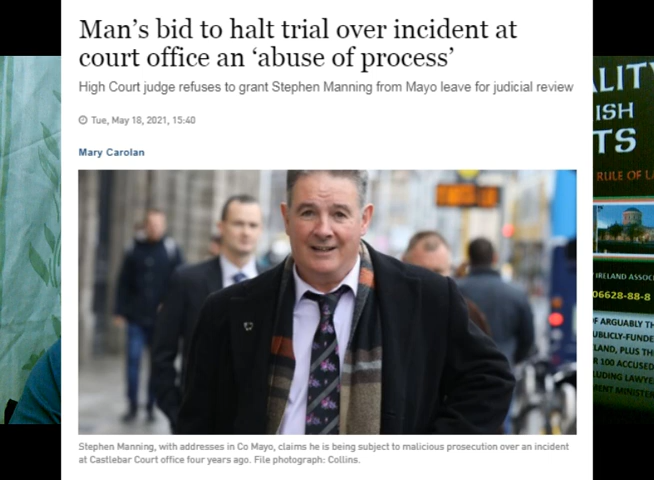 Man's bid to halt trial over incident at
court office an ‘abuse of process’
High Court judge refuses to grant Stephen Manning from Mayo leave for judicial review
Tue, May 18, 2021, 15:40
Mary Carolan
Stephen Manning, with addresses in Co Mayo, claims he is being subject to malicious prosecution over an incident
at Castlebar Court office four years ago. File photograph: Collins.
ALITY
ISH
TS
RULE OF LA
IRELAND ASSOC
06628-88-8
OF ARGUABLY TH
UBLICLY-FUNDE
LAND, PLUS TH
R 100 ACCUSED
LUDING LAWYE
ENT MINISTER